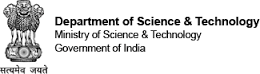 Department of Science & Technology
Ministry of Science & Technology
Government of India
सत्यमेव जयते